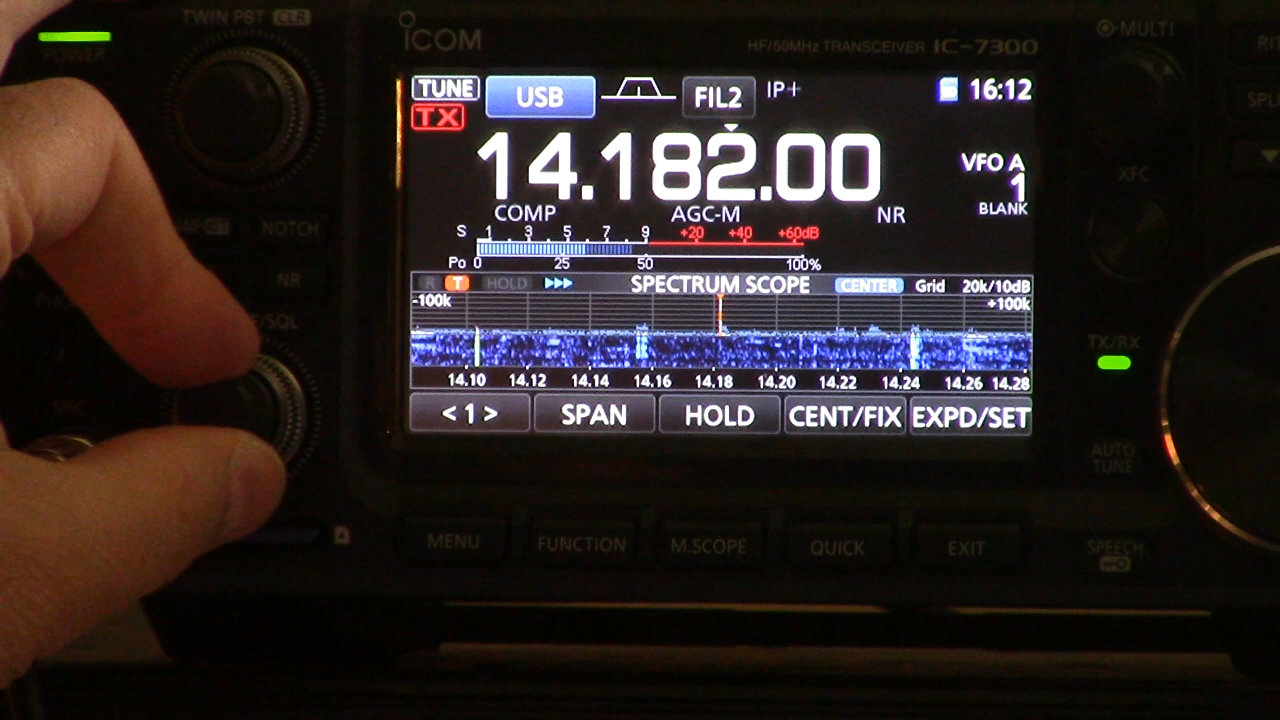 TWIN PBT CLR
POWER
ICOM
HF/50MHz TRANSCEIVER IC-7300
MULTI
TUNE USB FIL2 IP+ 16:12
TX
14.182.00
VFO A
1
BLANK
XFC
COMP AGC-M NR
S 1 3 5 7 9 +20 +40 +60dB
Po 0 25 50 100%
NOTCH
NR
R T HOLD SPECTRUM SCOPE CENTER Grid 20k/10dB
-100k +100k
14.10 14.12 14.14 14.16 14.18 14.20 14.22 14.24 14.26 14.28
<1> SPAN HOLD CENT/FIX EXPD/SET
TX/RX
AUTO
TUNE
MENU FUNCTION M.SCOPE QUICK EXIT
SPEECH